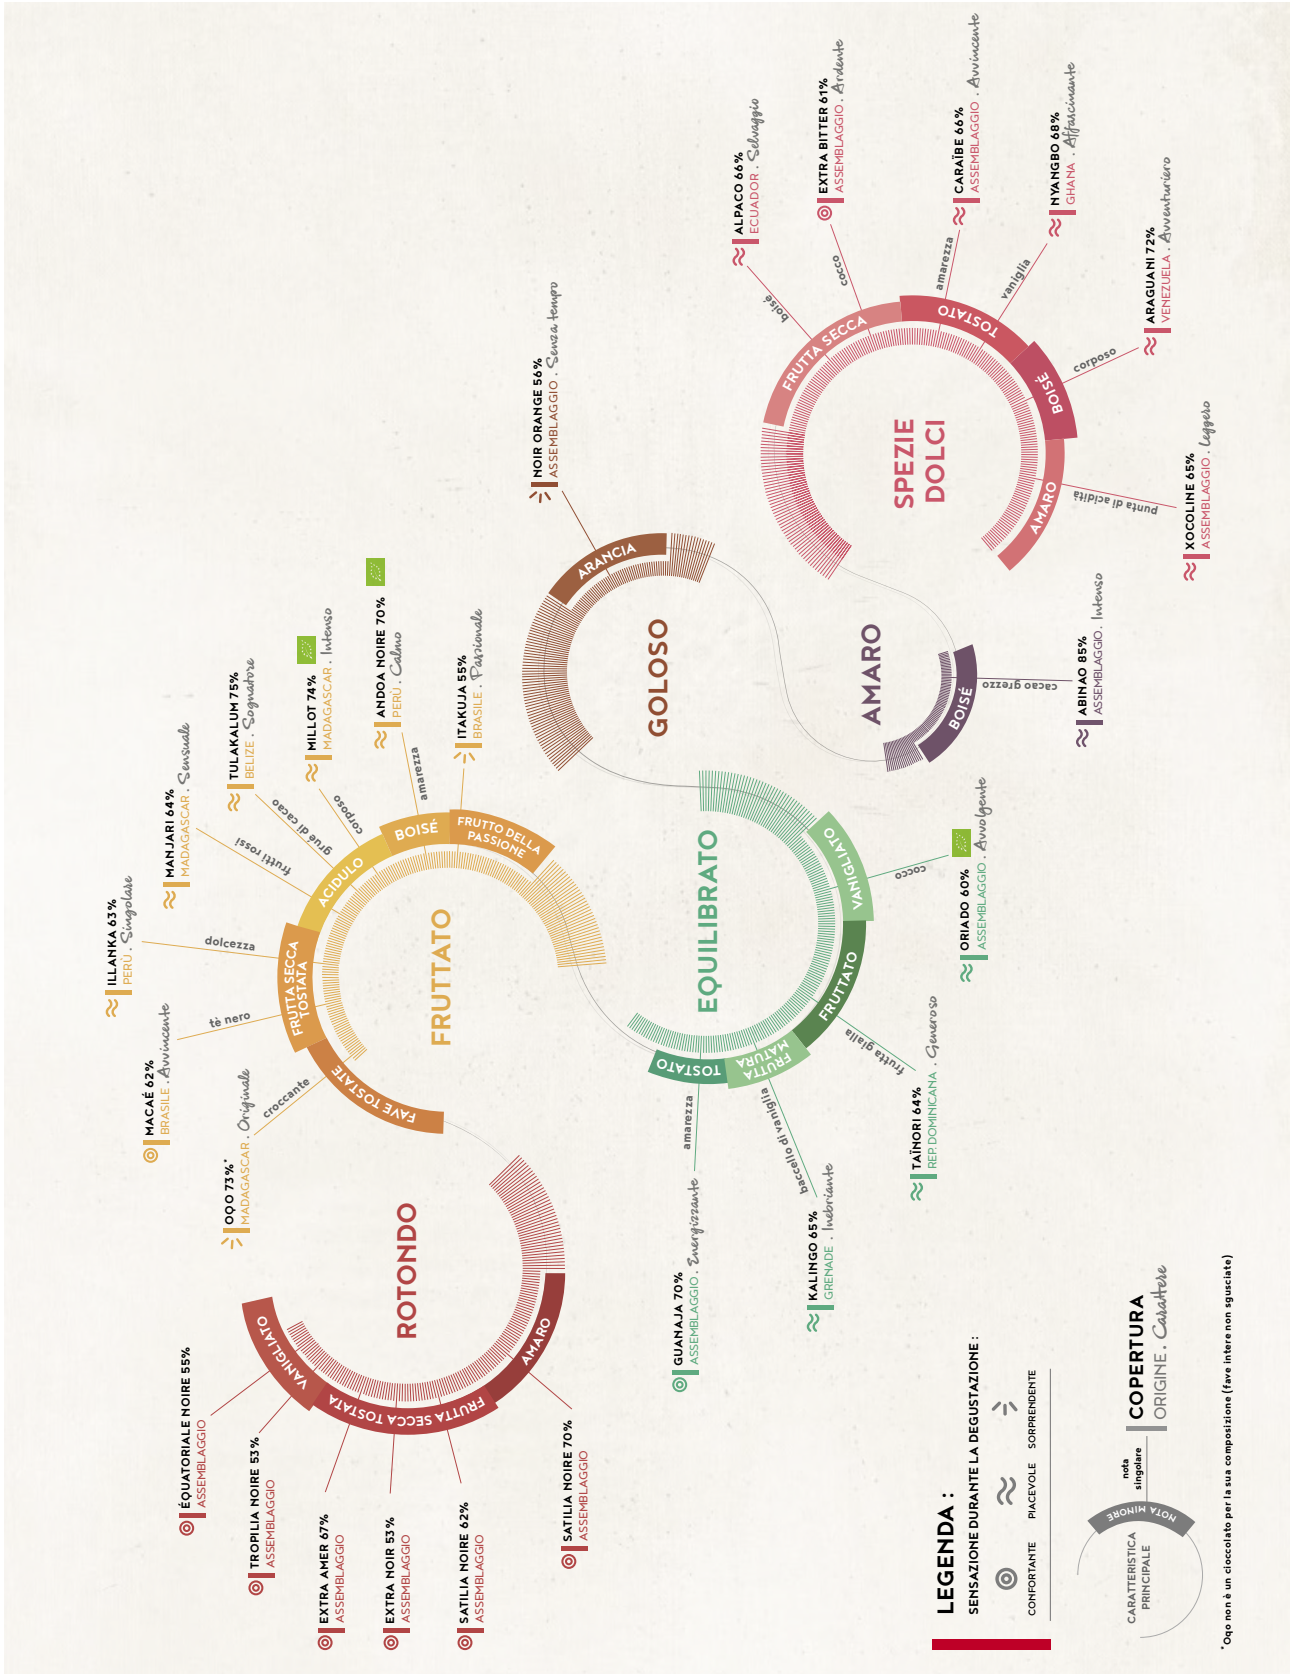 ÉQUATORIALE NOIRE 55%
ASSEMBLAGGIO
TROPILIA NOIRE 53%
ASSEMBLAGGIO
EXTRA AMER 67%
ASSEMBLAGGIO
EXTRA NOIR 53%
ASSEMBLAGGIO
SATILIA NOIRE 62%
ASSEMBLAGGIO
SATILIA NOIRE 70%
ASSEMBLAGGIO
VANIGLIATO
FRUTTA SECCA TOSTATA
AMARO
ROTONDO
OQO 73%*
MADAGASCAR . Originale
croccante
MACAÉ 62%
BRASILE . Avvincente
tè nero
ILLANKA 63%
PERÙ . Singolare
dolcezza
MANJARI 64%
MADAGASCAR . Sensuale
frutti rossi
TULAKALUM 75%
BELIZE . Sognatore
grué di cacao
MILLOT 74%
MADAGASCAR . Intenso
corposo
ANDOA NOIRE 70%
PERÙ . Calmo
amarezza
ITAKUJA 55%
BRASILE . Passionale
FAVE TOSTATE
FRUTTA SECCA
TOSTATA
ACIDULO
BOISÉ
FRUTTO DELLA
PASSIONE
FRUTTATO
NOIR ORANGE 56%
ASSEMBLAGGIO . Senza tempo
ARANCIA
GOLOSO
GUANAJA 70%
ASSEMBLAGGIO . Energizzante
amarezza
KALINGO 65%
GRENADE . Inebriante
baccello di vaniglia
TAÏNORI 64%
REP. DOMINICANA . Generoso
frutta gialla
ORIADO 60%
ASSEMBLAGGIO . Avvolgente
cocco
TOSTATO
FRUTTA
MATURA
FRUTTATO
VANIGLIATO
EQUILIBRATO
ABINAO 85%
ASSEMBLAGGIO. Intenso
cacao grezzo
BOISÉ
AMARO
ALPACO 66%
ECUADOR . Selvaggio
boisé
EXTRA BITTER 61%
ASSEMBLAGGIO . Ardente
cocco
CARAÏBE 66%
ASSEMBLAGGIO . Avvincente
amarezza
NYANGBO 68%
GHANA . Affascinante
vaniglia
ARAGUANI 72%
VENEZUELA . Avventuriero
corposo
XOCOLINE 65%
ASSEMBLAGGIO . Leggero
punta di acidità
FRUTTA SECCA
TOSTATO
BOISÉ
AMARO
SPEZIE
DOLCI
LEGENDA :
SENSAZIONE DURANTE LA DEGUSTAZIONE :
CONFORTANTE
PIACEVOLE
SORPRENDENTE
CARATTERISTICA
PRINCIPALE
NOTA MINORE
nota
singolare
COPERTURA
ORIGINE . Carattere
*Oqo non è un cioccolato per la sua composizione (fave intere non sgusciate)